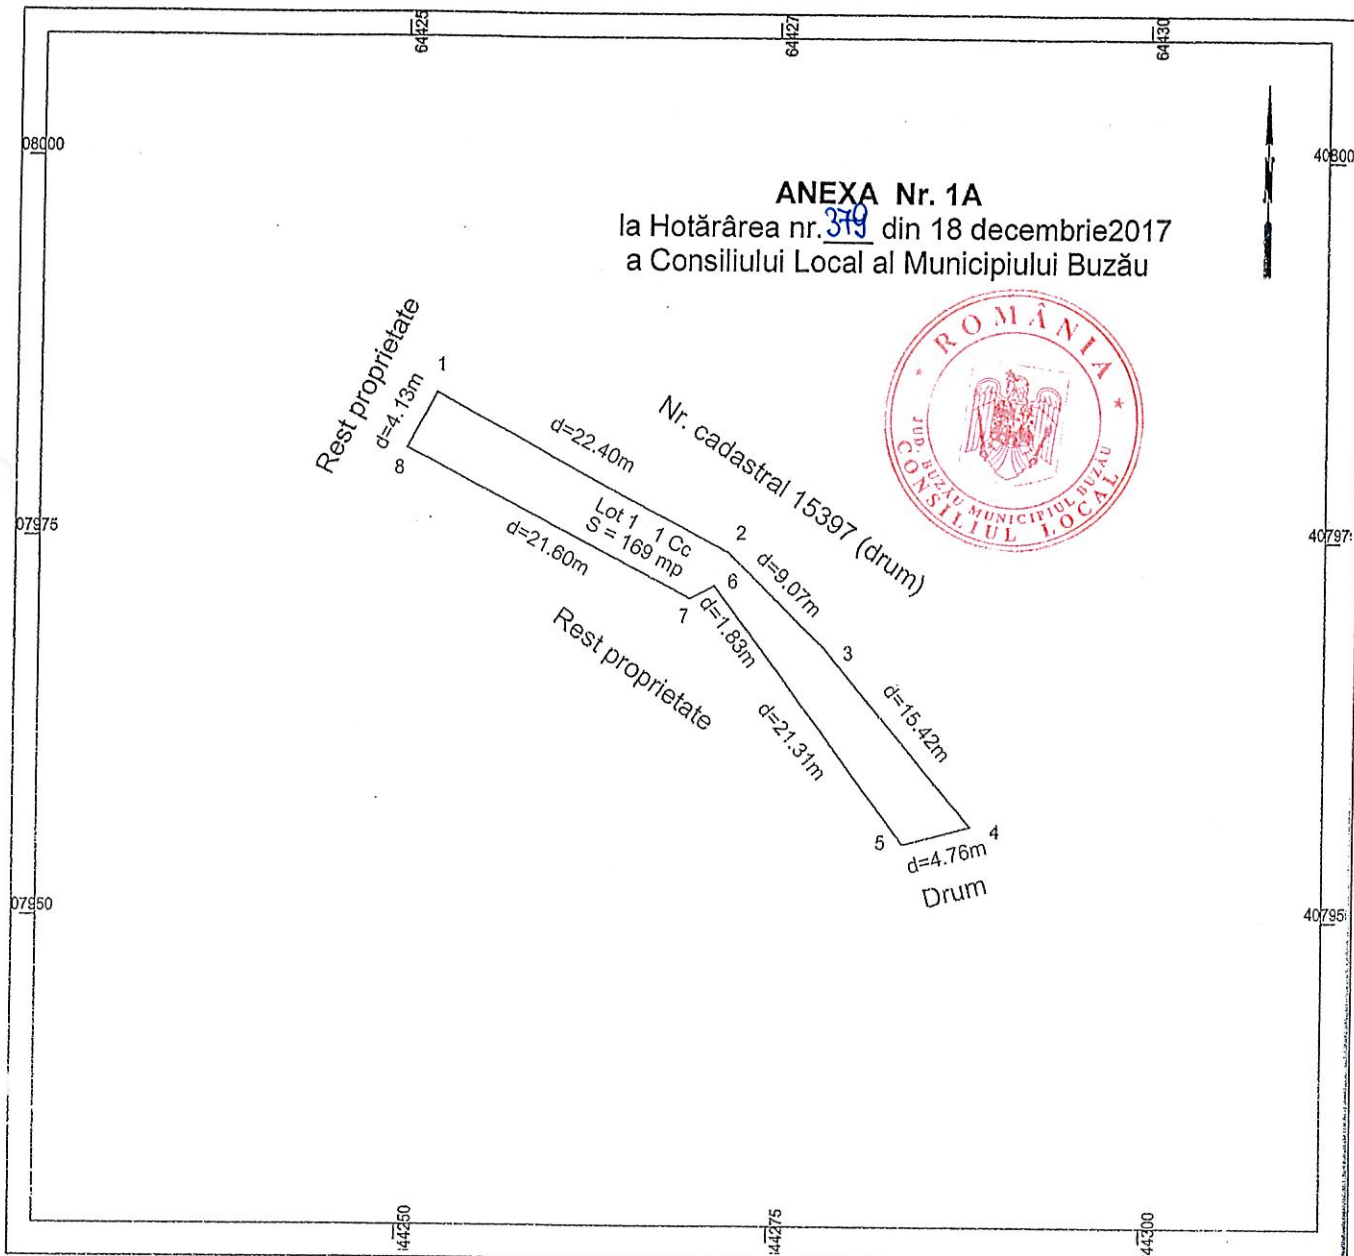 64425
64427
64430
08000
40800
ANEXA Nr. 1A
la Hotărârea nr. 379 din 18 decembrie2017
a Consiliului Local al Municipiului Buzău
ROMÂNIA
JUD. BUZĂU MUNICIPIUL BUZĂU
CONSILIUL LOCAL
Rest proprietate
d=4.13m
1
8
d=22.40m
Nr. cadastral 15397 (drum)
Lot 1 1 Cc
S = 169 mp
d=21.60m
2
d=9.07m
6
7
d=1.83m
Rest proprietate
3
d=15.42m
d=21.31m
5
4
d=4.76m
Drum
07975
40797
07950
40795
44250
44275
44300